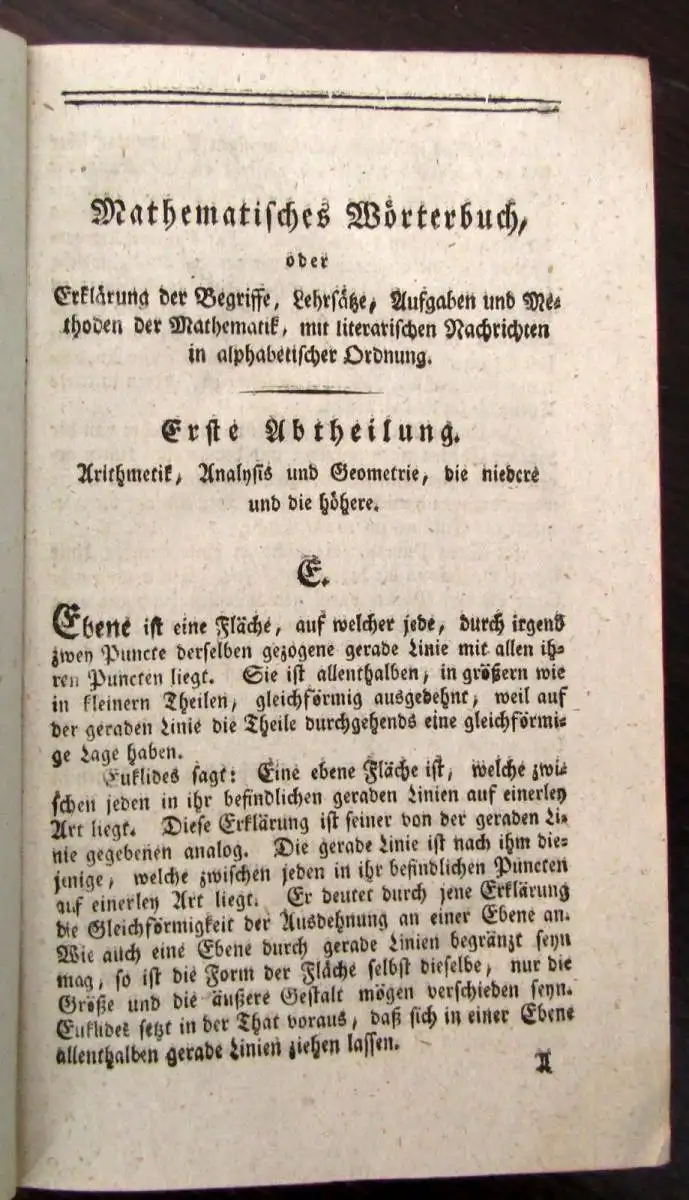 Mathematisches Wörterbuch,
oder
Erklärung der Begriffe, Lehrsätze, Aufgaben und Me-
thoden der Mathematik, mit literarischen Nachrichten
in alphabetischer Ordnung.
Erste Abtheilung.
Arithmetik, Analysis und Geometrie, die niedere
und die höhere.
E.
Ebene ist eine Fläche, auf welcher jede, durch irgend
zwey Puncte derselben gezogene gerade Linie mit allen ih-
ren Puncten liegt. Sie ist allenthalben, in größern wie
in kleinern Theilen, gleichförmig ausgedehnt, weil auf
der geraden Linie die Theile durchgehends eine gleichförmi-
ge Lage haben.
Euklides sagt: Eine ebene Fläche ist, welche zwi-
schen jeden in ihr befindlichen geraden Linien auf einerley
Art liegt. Diese Erklärung ist seiner von der geraden Li-
nie gegebenen analog. Die gerade Linie ist nach ihm die-
jenige, welche zwischen jeden in ihr befindlichen Puncten
auf einerley Art liegt. Er deutet durch jene Erklärung
die Gleichförmigkeit der Ausdehnung an einer Ebene an.
Wie auch eine Ebene durch gerade Linien begränzt seyn
mag, so ist die Form der Fläche selbst dieselbe, nur die
Größe und die äußere Gestalt mögen verschieden seyn.
Euklides setzt in der That voraus, daß sich in einer Ebene
allenthalben gerade Linien ziehen lassen.
A